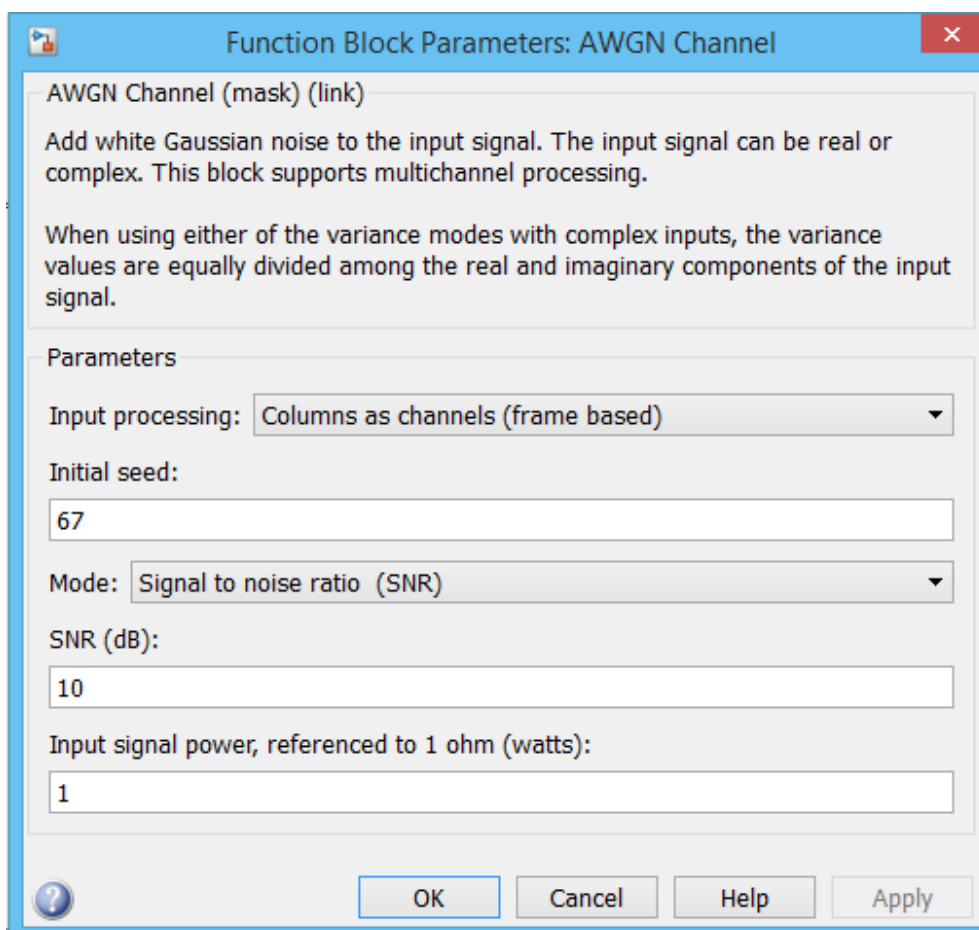 Function Block Parameters: AWGN Channel
AWGN Channel (mask) (link)
Add white Gaussian noise to the input signal. The input signal can be real or
complex. This block supports multichannel processing.
When using either of the variance modes with complex inputs, the variance
values are equally divided among the real and imaginary components of the input
signal.
Parameters
Input processing: Columns as channels (frame based)
Initial seed:
67
Mode: Signal to noise ratio  (SNR)
SNR (dB):
10
Input signal power, referenced to 1 ohm (watts):
1
OK Cancel Help Apply